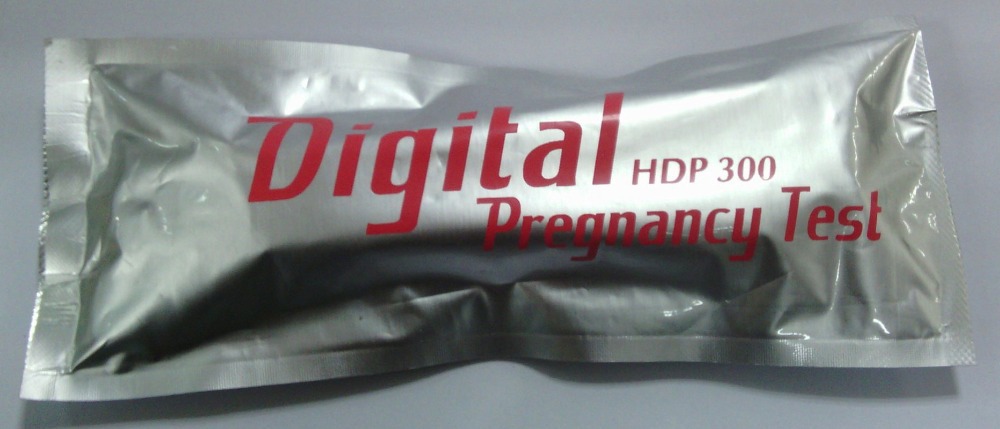 Digital HDP 300
Pregnancy Test